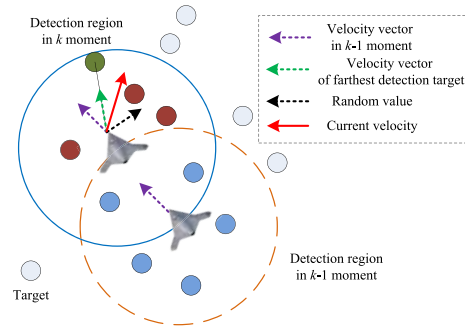 Detection region
in k moment
Velocity vector
in k-1 moment
Velocity vector
of farthest detection target
Random value
Current velocity
Detection region
in k-1 moment
Target